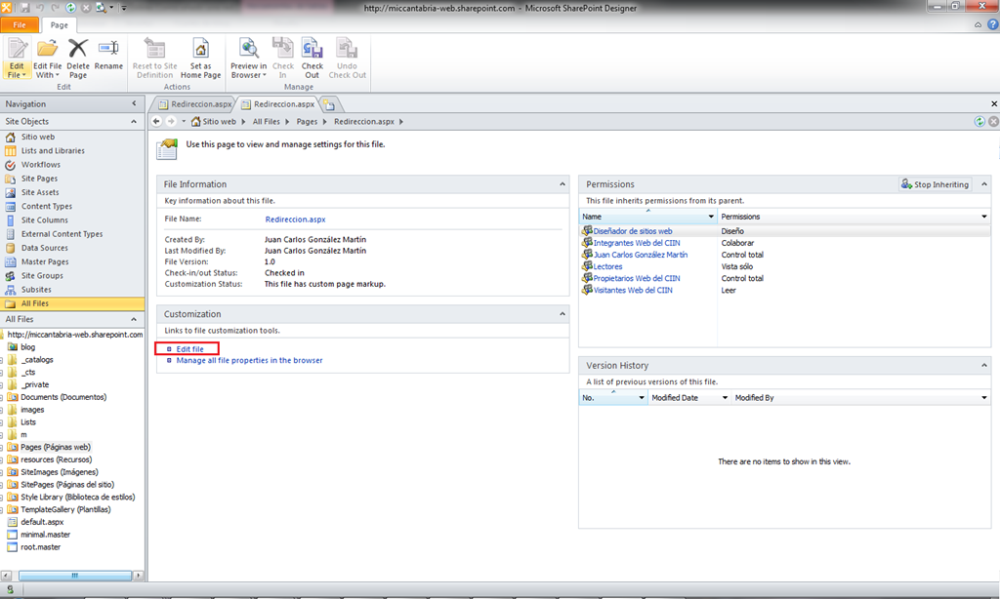 http://miccantabria-web.sharepoint.com - Microsoft SharePoint Designer
File Page
Edit File
Edit File With
Delete Page
Rename
Reset to Site Definition
Set as Home Page
Preview in Browser
Check In
Check Out
Undo Check Out
Edit
Actions
Manage
Navigation
Redireccion.aspx
Redireccion.aspx
Site Objects
Sitio web
All Files
Pages
Redireccion.aspx
Sitio web
Lists and Libraries
Workflows
Site Pages
Site Assets
Content Types
Site Columns
External Content Types
Data Sources
Master Pages
Site Groups
Subsites
All Files
All Files
http://miccantabria-web.sharepoint.com
blog
_catalogs
_cts
_private
Documents (Documentos)
images
Lists
m
Pages (Páginas web)
resources (Recursos)
SiteImages (Imágenes)
SitePages (Páginas del sitio)
Style Library (Biblioteca de estilos)
TemplateGallery (Plantillas)
default.aspx
minimal.master
root.master
Use this page to view and manage settings for this file.
File Information
Key information about this file.
File Name: Redireccion.aspx
Created By: Juan Carlos González Martín
Last Modified By: Juan Carlos González Martín
File Version: 1.0
Check-in/out Status: Checked in
Customization Status: This file has custom page markup.
Customization
Links to file customization tools.
Edit file
Manage all file properties in the browser
Permissions
Stop Inheriting
This file inherits permissions from its parent.
Name Permissions
Diseñador de sitios web Diseño
Integrantes Web del CIIN Colaborar
Juan Carlos González Martín Control total
Lectores Vista sólo
Propietarios Web del CIIN Control total
Visitantes Web del CIIN Leer
Version History
A list of previous versions of this file.
No. Modified Date Modified By
There are no items to show in this view.